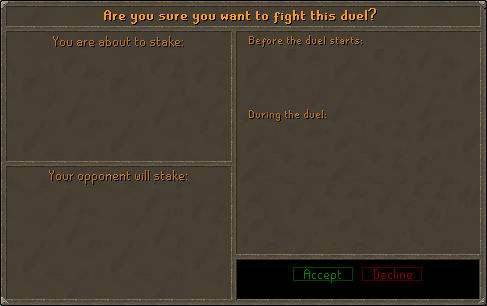 Are you sure you want to fight this duel?
You are about to stake:
Before the duel starts:
During the duel:
Your opponent will stake:
Accept
Decline